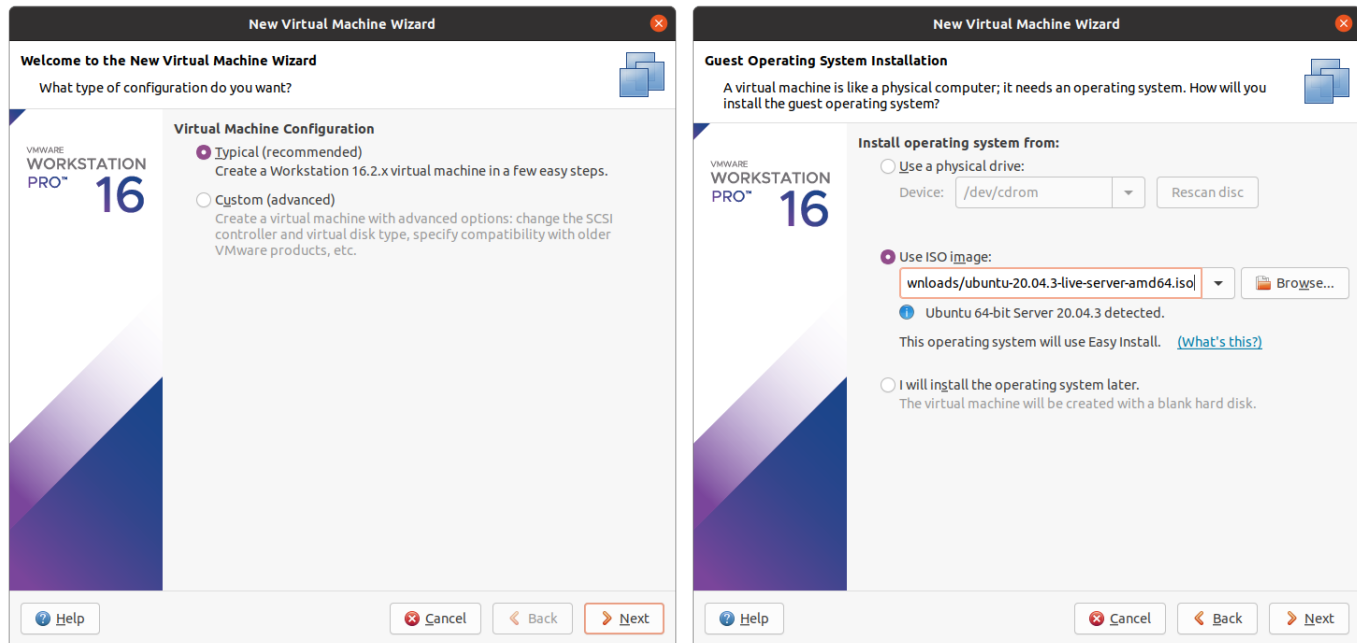 New Virtual Machine Wizard
Welcome to the New Virtual Machine Wizard
What type of configuration do you want?
VMWARE
WORKSTATION
PRO™ 16
Virtual Machine Configuration
Typical (recommended)
Create a Workstation 16.2.x virtual machine in a few easy steps.
Custom (advanced)
Create a virtual machine with advanced options: change the SCSI
controller and virtual disk type, specify compatibility with older
VMware products, etc.
Help
Cancel
Back
Next
New Virtual Machine Wizard
Guest Operating System Installation
A virtual machine is like a physical computer; it needs an operating system. How will you
install the guest operating system?
VMWARE
WORKSTATION
PRO™ 16
Install operating system from:
Use a physical drive:
Device: /dev/cdrom Rescan disc
Use ISO image:
wnloads/ubuntu-20.04.3-live-server-amd64.iso Browse...
Ubuntu 64-bit Server 20.04.3 detected.
This operating system will use Easy Install. (What's this?)
I will install the operating system later.
The virtual machine will be created with a blank hard disk.
Help
Cancel
Back
Next